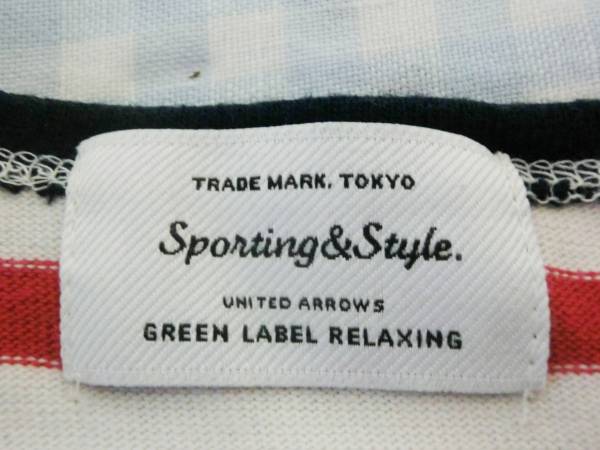 TRADE MARK. TOKYO
Sporting&Style.
UNITED ARROWS
GREEN LABEL RELAXING